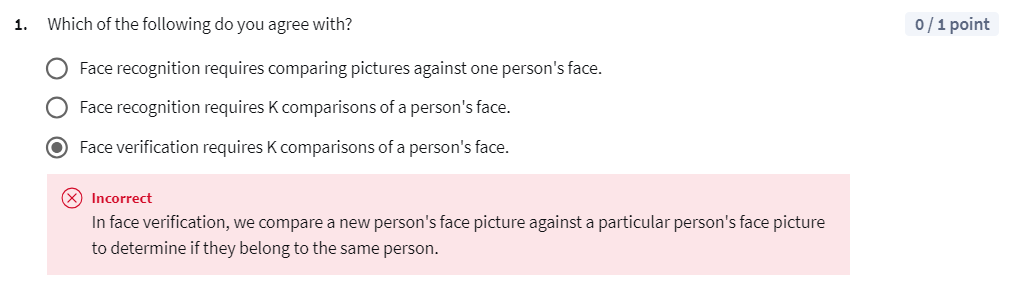 1. Which of the following do you agree with? 0 / 1 point
Face recognition requires comparing pictures against one person's face.
Face recognition requires K comparisons of a person's face.
Face verification requires K comparisons of a person's face.
Incorrect
In face verification, we compare a new person's face picture against a particular person's face picture
to determine if they belong to the same person.